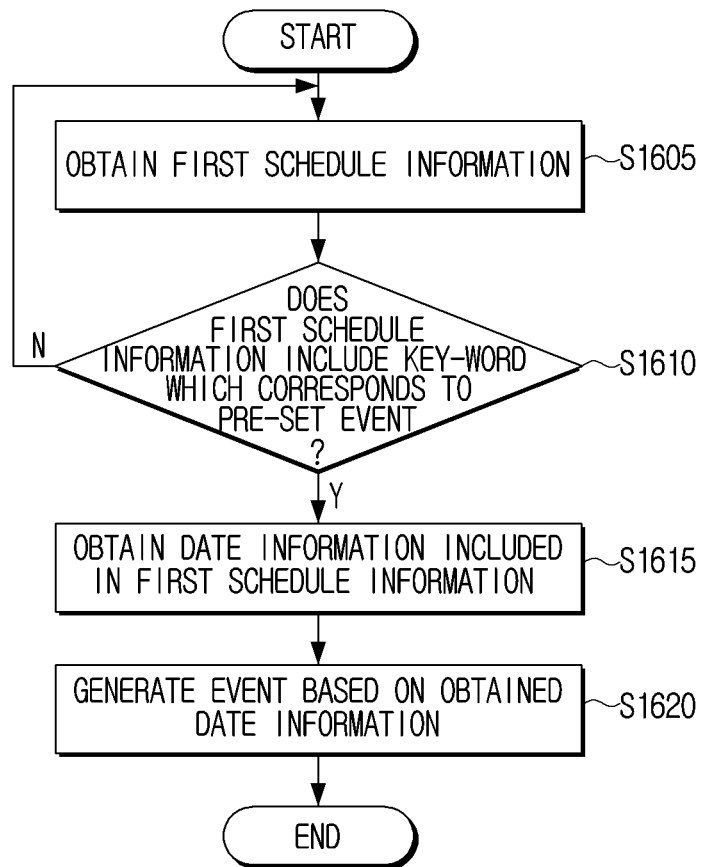 START
OBTAIN FIRST SCHEDULE INFORMATION
S1605
DOES
FIRST SCHEDULE
INFORMATION INCLUDE KEY-WORD
WHICH CORRESPONDS TO
PRE-SET EVENT
?
N
S1610
Y
OBTAIN DATE INFORMATION INCLUDED
IN FIRST SCHEDULE INFORMATION
S1615
GENERATE EVENT BASED ON OBTAINED
DATE INFORMATION
S1620
END